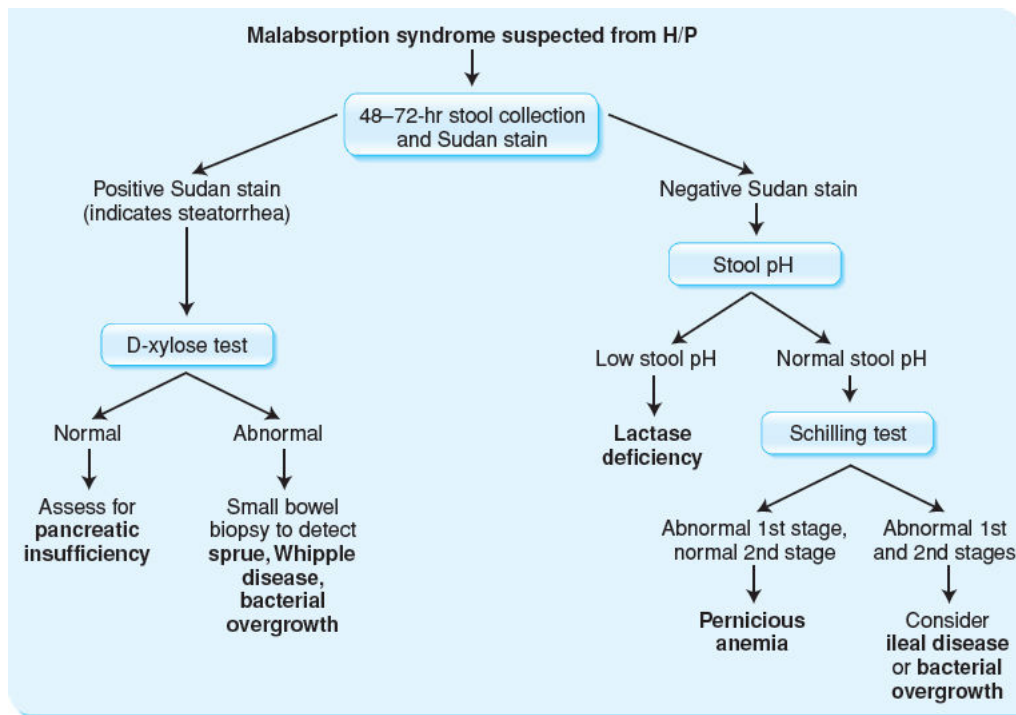 Malabsorption syndrome suspected from H/P
48–72-hr stool collection
and Sudan stain
Positive Sudan stain
(indicates steatorrhea)
Negative Sudan stain
Stool pH
D-xylose test
Low stool pH
Normal stool pH
Normal
Abnormal
Lactase
deficiency
Schilling test
Assess for
pancreatic
insufficiency
Small bowel
biopsy to detect
sprue, Whipple
disease,
bacterial
overgrowth
Abnormal 1st stage,
normal 2nd stage
Abnormal 1st
and 2nd stages
Pernicious
anemia
Consider
ileal disease
or bacterial
overgrowth